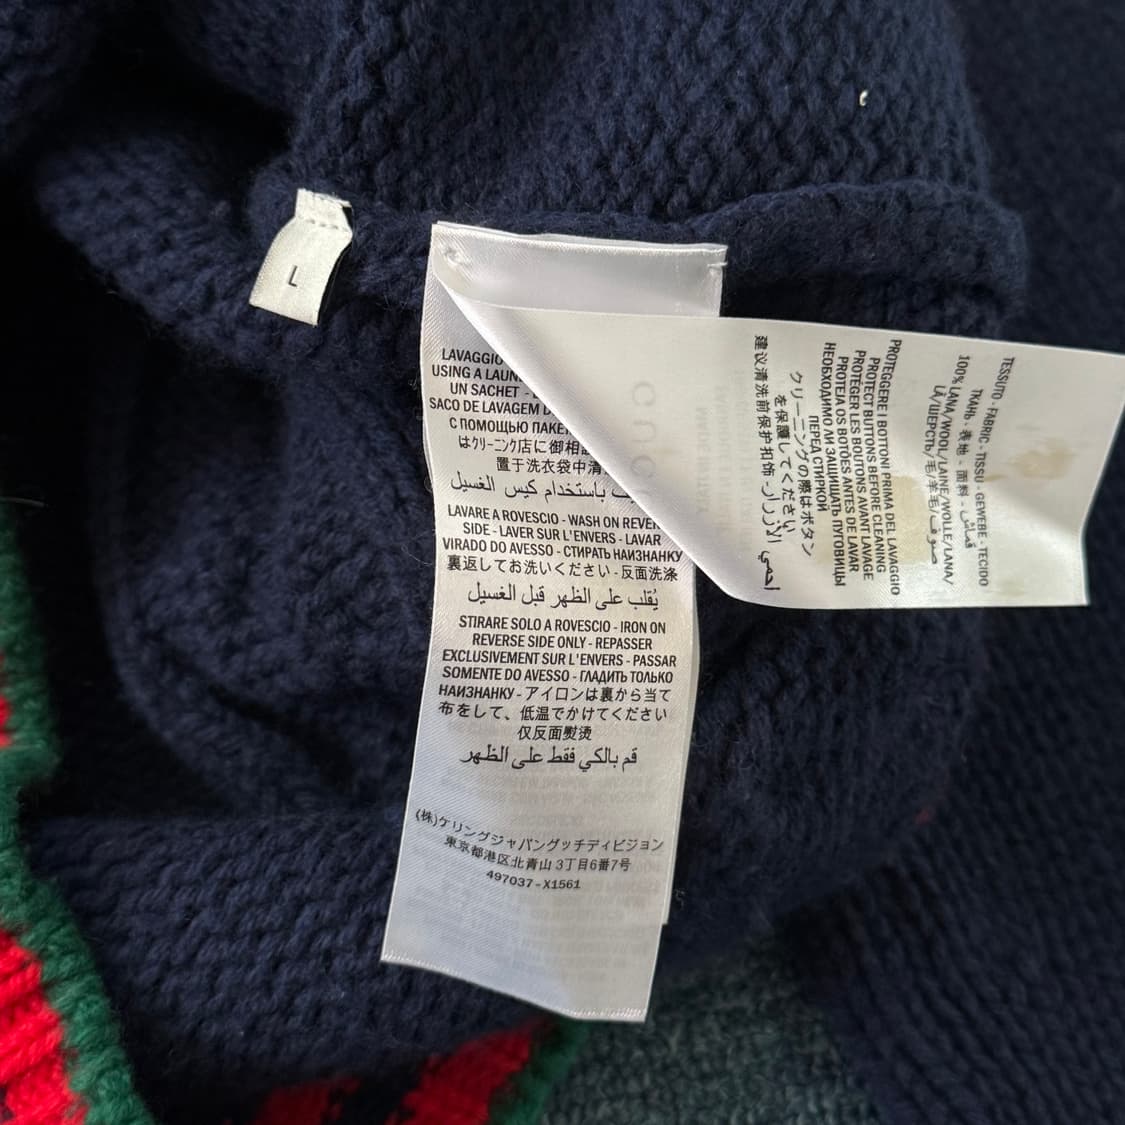 L
LAVAGGIO
USING A LAUN
UN SACHET -
SACO DE LAVAGEM D
С ПОМОЩЬЮ ПАКЕТ
はクリーニング店に御相
置于洗衣袋中清
باستخدام كيس الغسيل
LAVARE A ROVESCIO - WASH ON REVER
SIDE - LAVER SUR L'ENVERS - LAVAR
VIRADO DO AVESSO - СТИРАТЬ НАИЗНАНКУ
裏返してお洗いください - 反面洗涤
يُقلب على الظهر قبل الغسيل
STIRARE SOLO A ROVESCIO - IRON ON
REVERSE SIDE ONLY - REPASSER
EXCLUSIVEMENT SUR L'ENVERS - PASSAR
SOMENTE DO AVESSO - ГЛАДИТЬ ТОЛЬКО
НАИЗНАНКУ - アイロンは裏から当て
布をして、低温でかけてください
仅反面熨烫
قم بالكي فقط على الظهر
(株)ケリングジャパングッチディビジョン
東京都港区北青山 3丁目6番7号
497037-X1561
TESSUTO - FABRIC - TISSU - GEWEBE - TECIDO
ТКАНЬ - 表地 - 面料 - قماش
100% LANA/WOOL/LAINE/WOLLE/LANA/
LÃ/ШЕРСТЬ/毛/羊毛/صوف
PROTEGGERE I BOTTONI PRIMA DEL LAVAGGIO
PROTECT BUTTONS BEFORE CLEANING
PROTÉGER LES BOUTONS AVANT LAVAGE
PROTEJA OS BOTÕES ANTES DE LAVAR
НЕОБХОДИМО ЛИ ЗАЩИЩАТЬ ПУГОВИЦЫ
ПЕРЕД СТИРКОЙ
クリーニングの際はボタン
を保護してください
建议清洗前保护扣饰 - احمي الأزرار